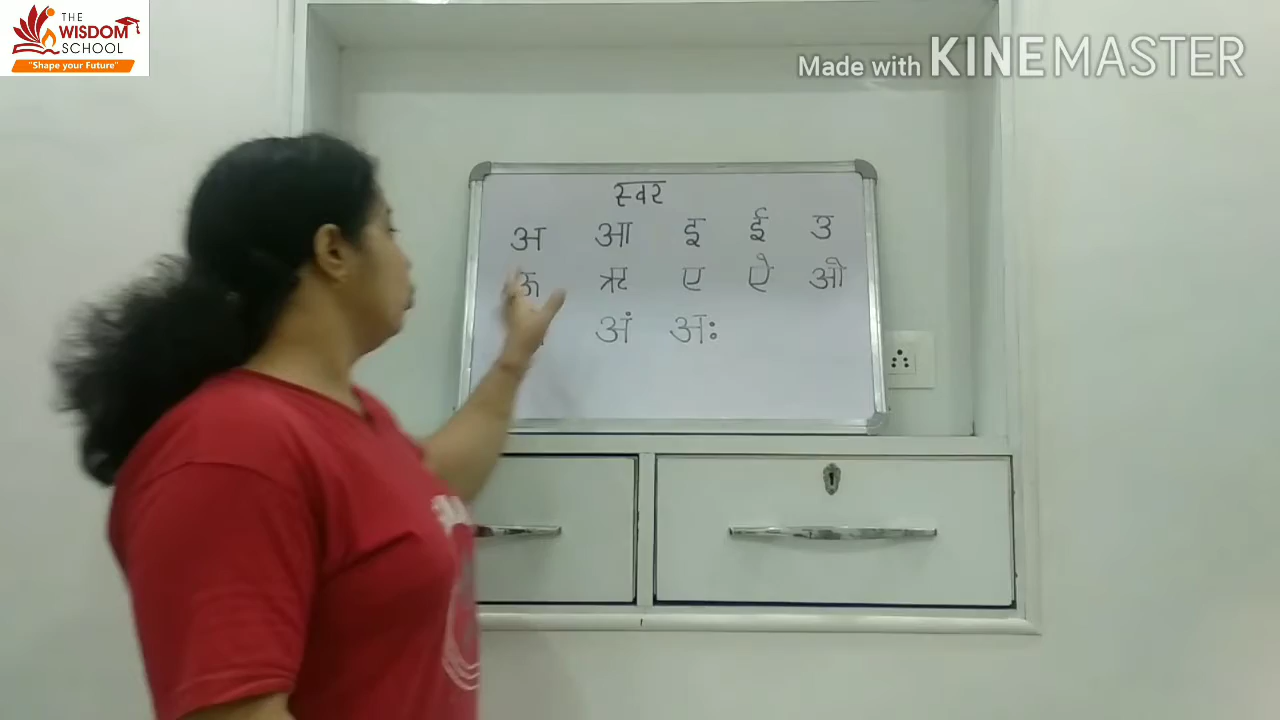 THE
WISDOM
SCHOOL
"Shape your Future"
Made with KINEMASTER
स्वर
अ आ इ ई उ
ऊ ऋ ए ऐ ओ
अं अः